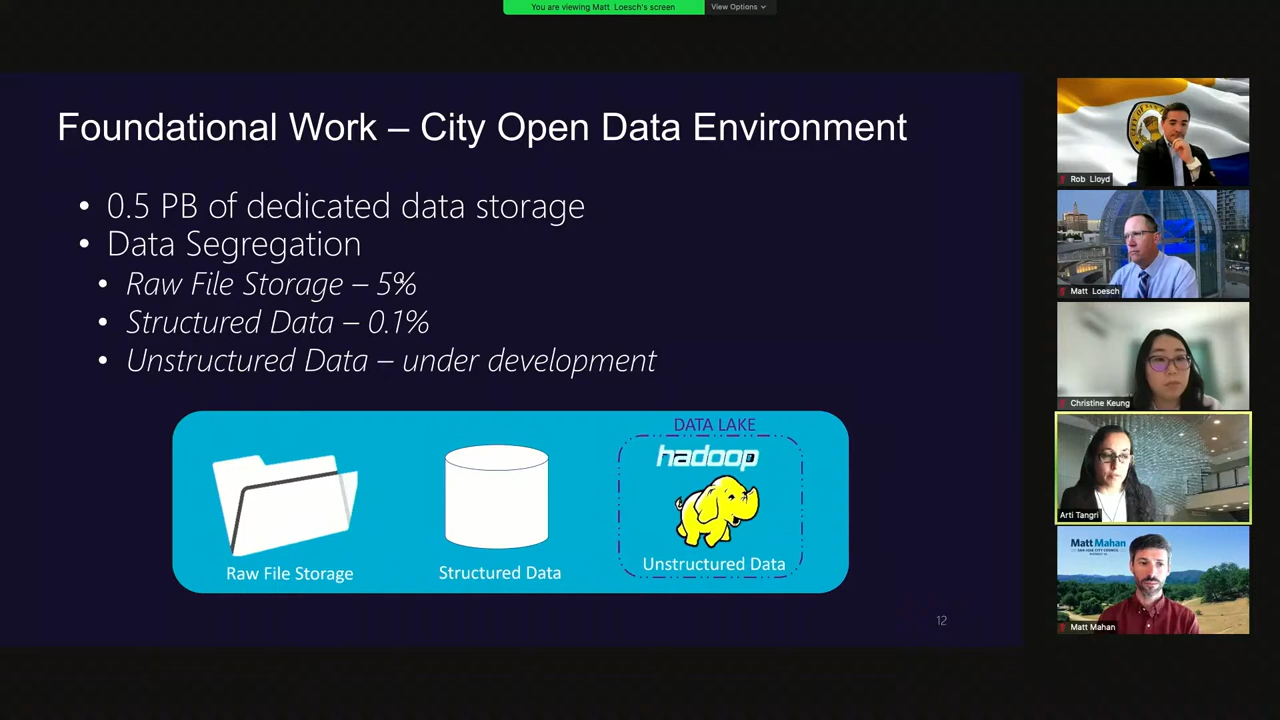 You are viewing Matt Loesch's screen
View Options
Foundational Work – City Open Data Environment
• 0.5 PB of dedicated data storage
• Data Segregation
• Raw File Storage – 5%
• Structured Data – 0.1%
• Unstructured Data – under development
DATA LAKE
hadoop
Raw File Storage
Structured Data
Unstructured Data
12
Rob Lloyd
Matt Loesch
Christine Keung
Arti Tangri
Matt Mahan
SAN JOSE CITY COUNCIL
Matt Mahan